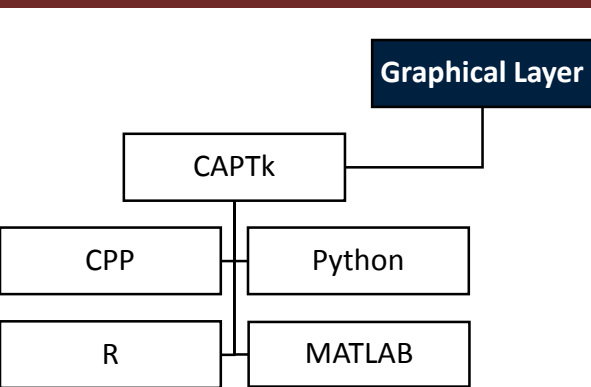 Graphical Layer
CAPTk
CPP
Python
R
MATLAB